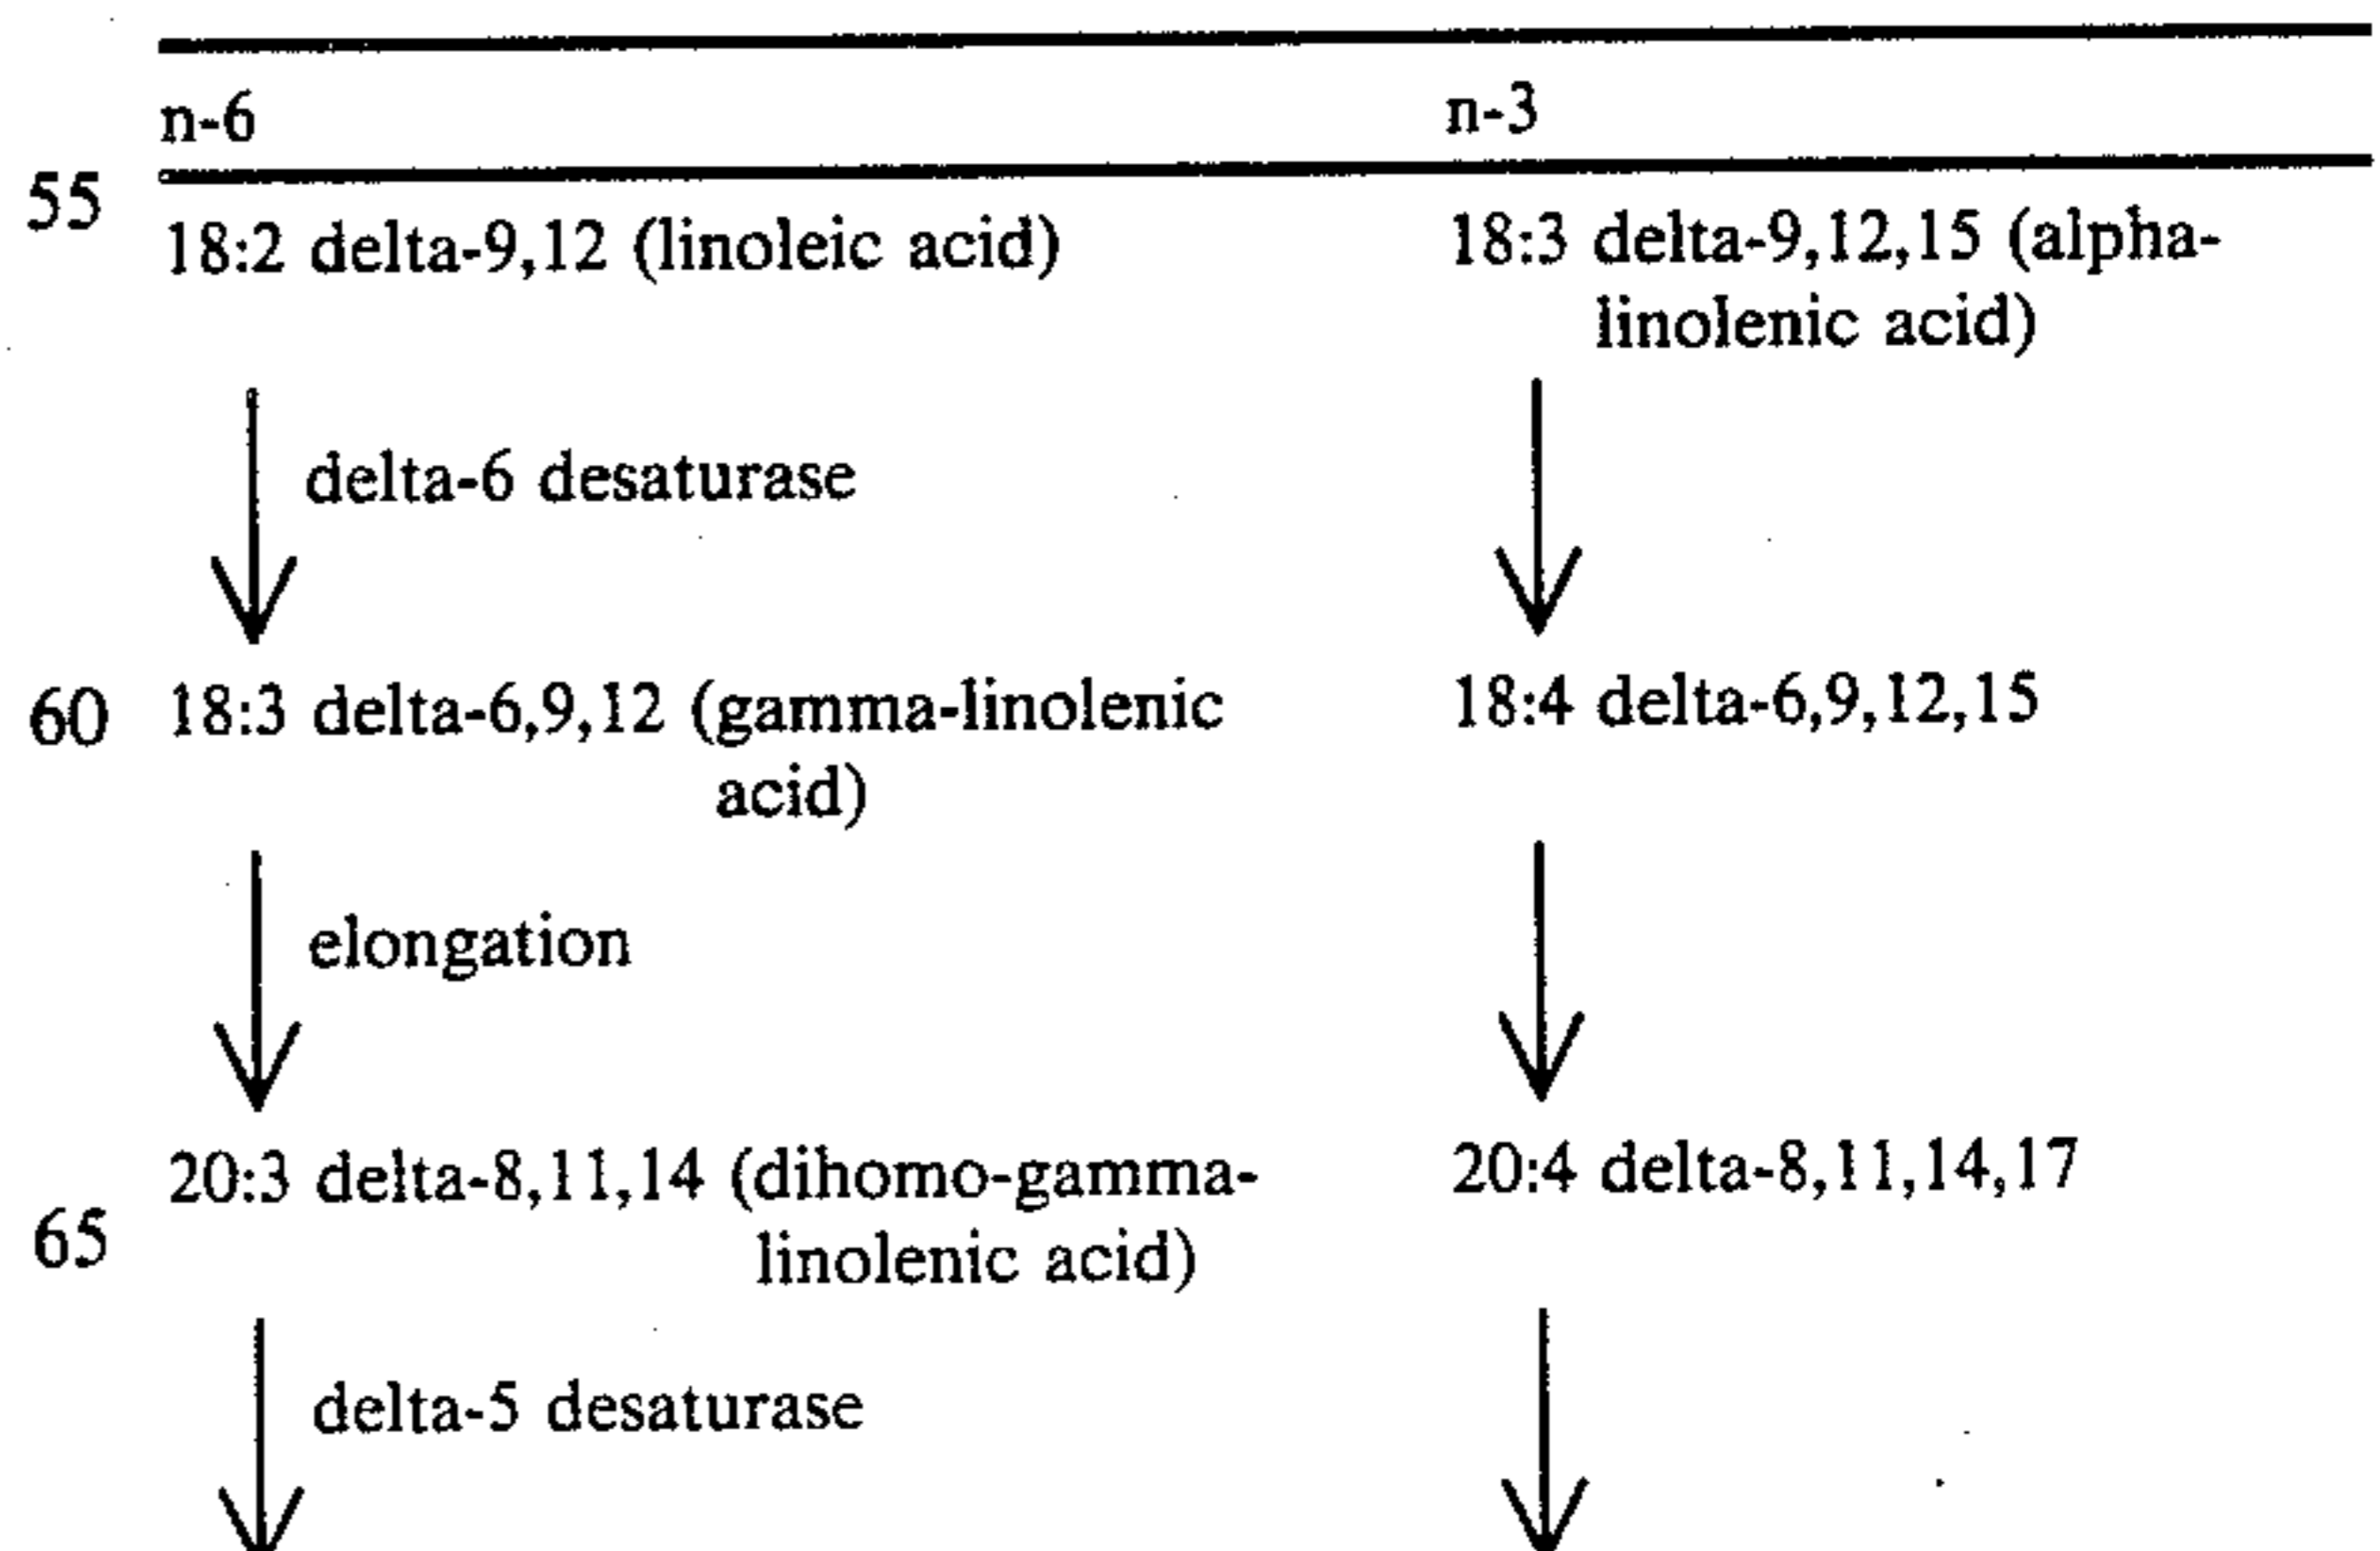 n-6 n-3
55
18:2 delta-9,12 (linoleic acid) 18:3 delta-9,12,15 (alpha-
linolenic acid)
delta-6 desaturase
60 18:3 delta-6,9,12 (gamma-linolenic 18:4 delta-6,9,12,15
acid)
elongation
20:3 delta-8,11,14 (dihomo-gamma- 20:4 delta-8,11,14,17
65
linolenic acid)
delta-5 desaturase